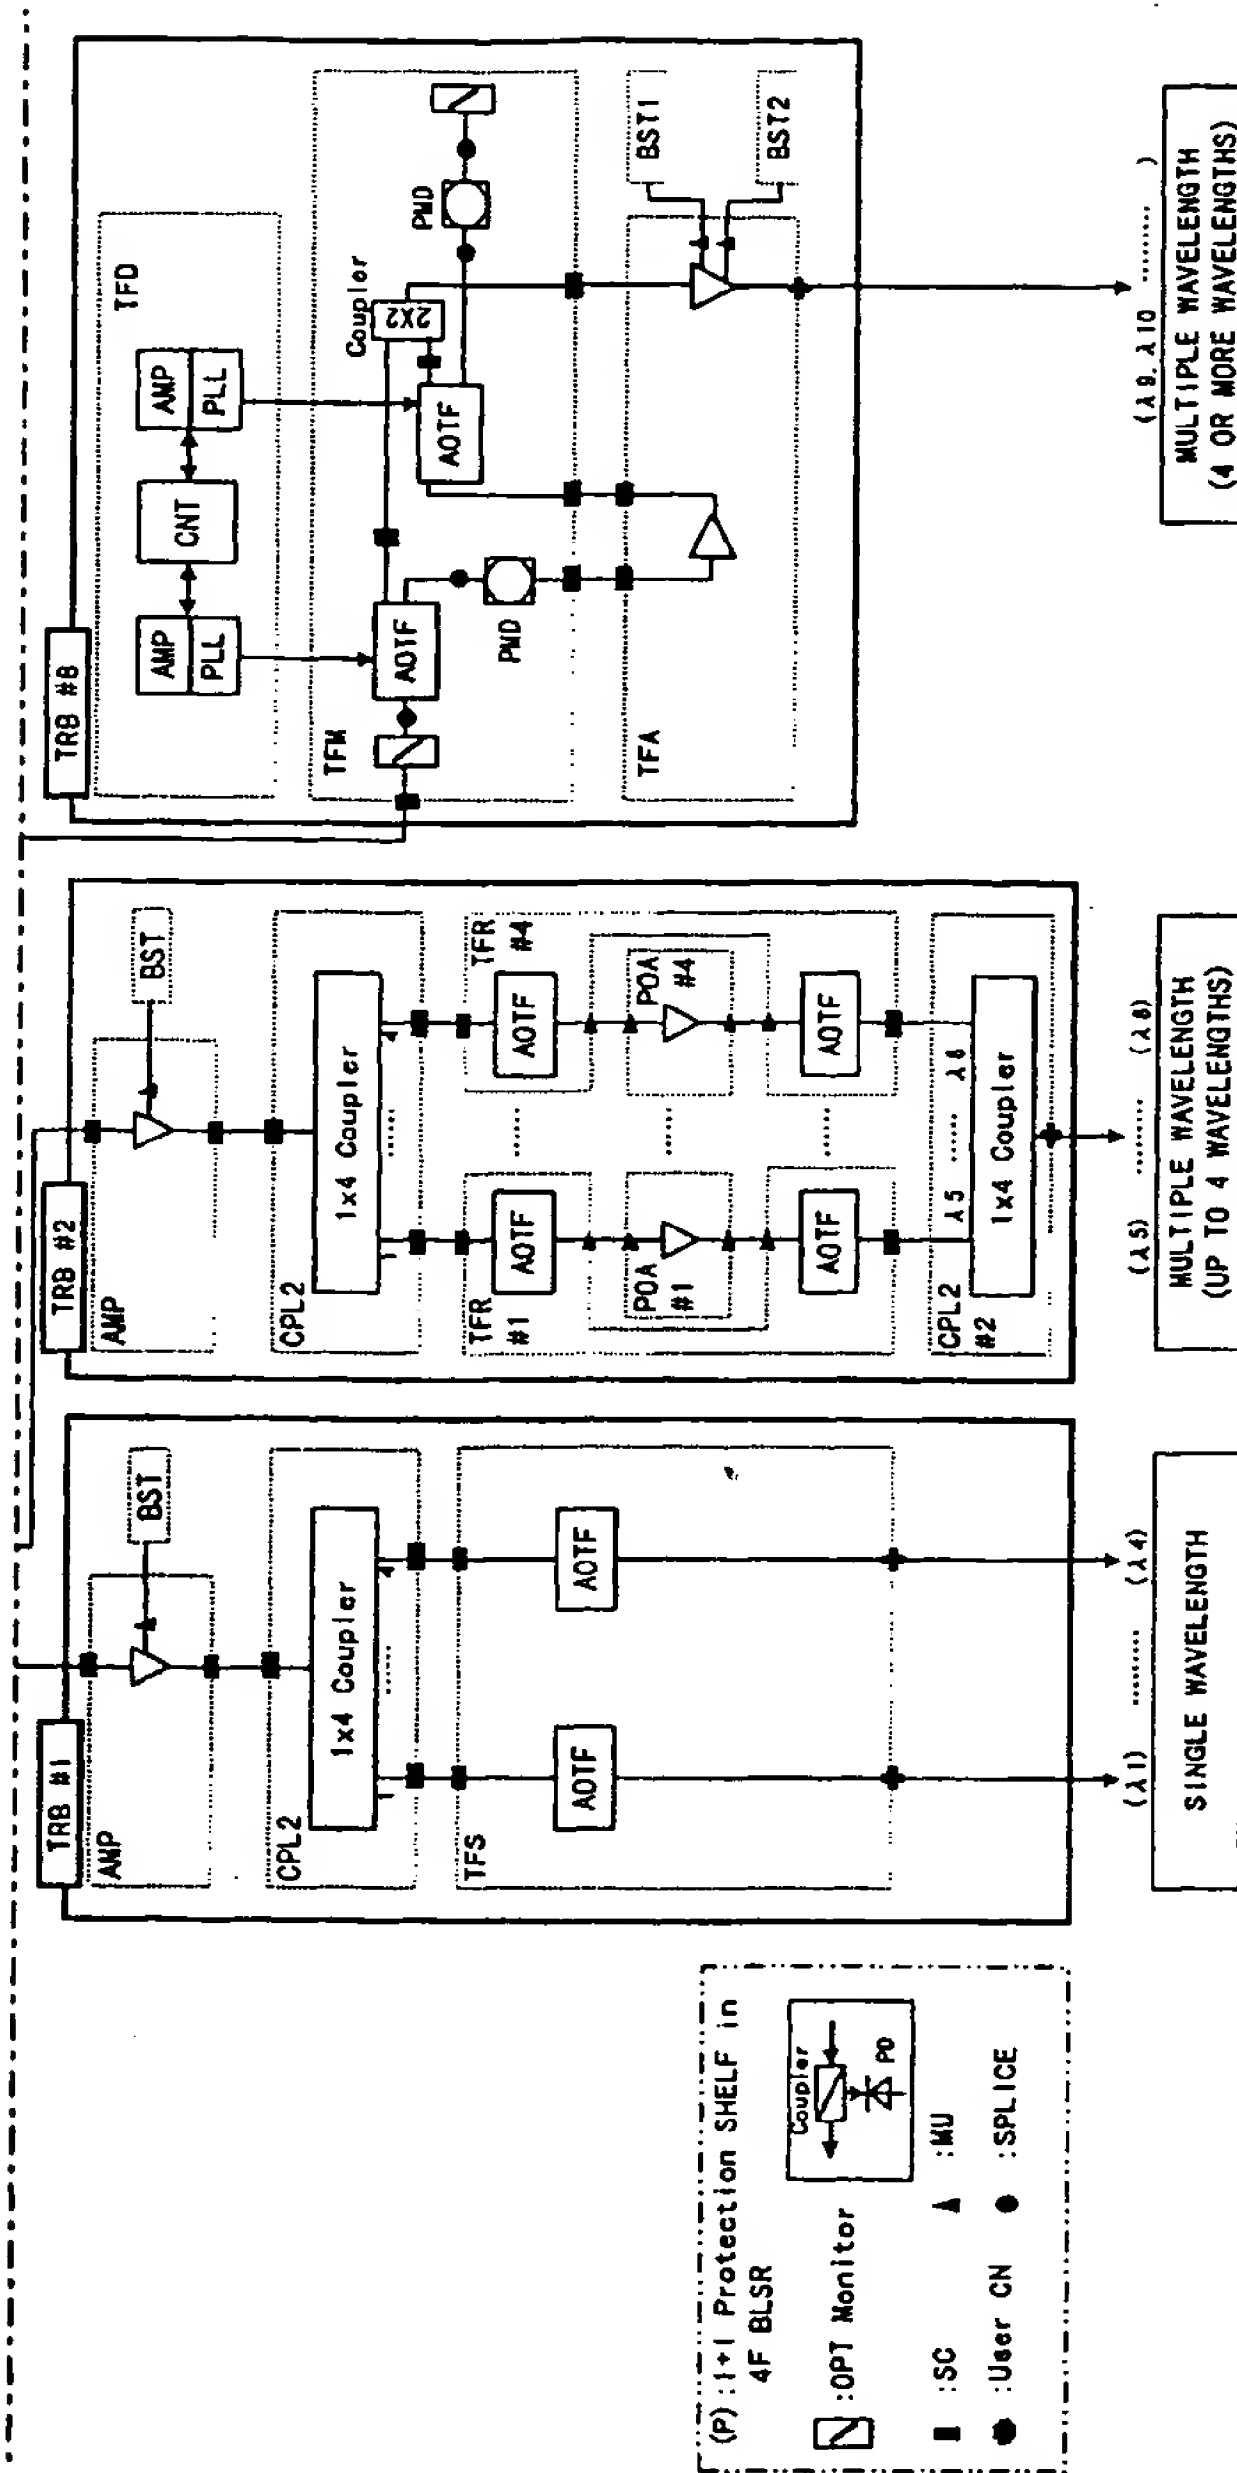 TRB #1
AMP
BST
CPL2
1x4 Coupler
1
......
4
TFS
AOTF
AOTF
(λ1)
........
(λ4)
SINGLE WAVELENGTH
TRB #2
AMP
BST
CPL2
1x4 Coupler
1
.....
4
TFR
#1
AOTF
......
TFR
#4
AOTF
POA
#1
......
POA
#4
AOTF
......
AOTF
CPL2
#2
λ5
......
λ8
1x4 Coupler
(λ5)
........
(λ8)
MULTIPLE WAVELENGTH
(UP TO 4 WAVELENGTHS)
TRB #8
TFD
AMP
PLL
CNT
AMP
PLL
TFM
AOTF
PMD
Coupler
2X2
AOTF
PMD
TFA
BST1
BST2
(λ9, λ10 ........ )
MULTIPLE WAVELENGTH
(4 OR MORE WAVELENGTHS)
(P) :1+1 Protection SHELF in
4F BLSR
:OPT Monitor
Coupler
PD
:SC
:MU
:User CN
:SPLICE